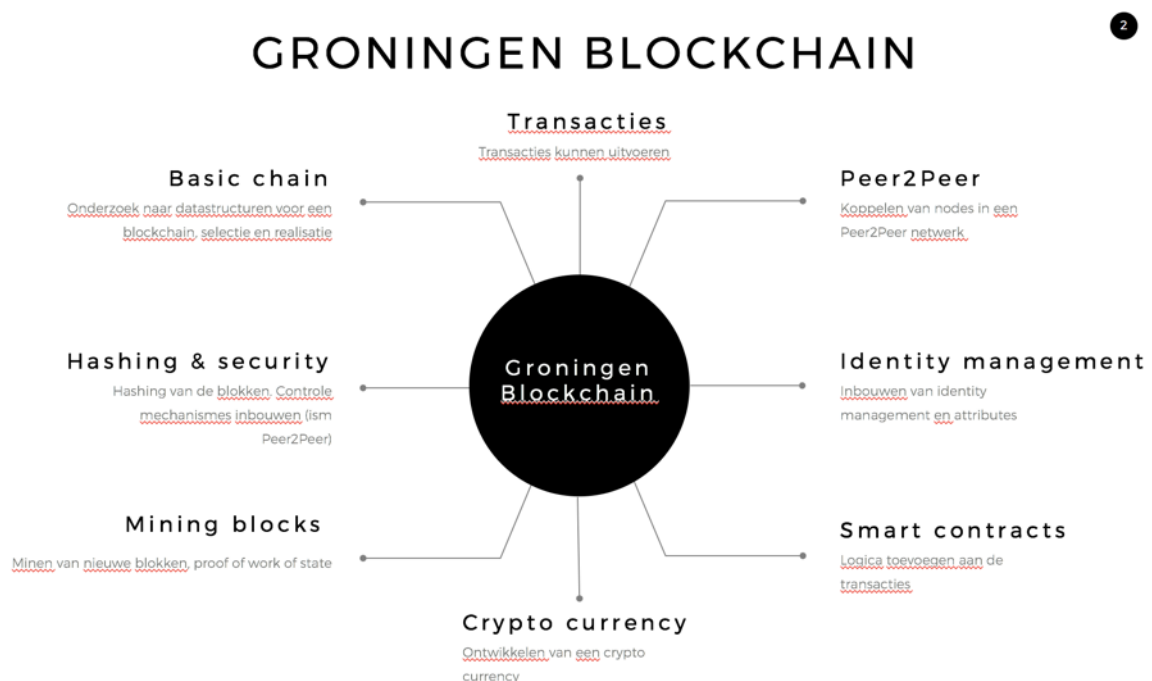 2
GRONINGEN BLOCKCHAIN
Transacties
Transacties kunnen uitvoeren
Basic chain
Onderzoek naar datastructuren voor een
blockchain, selectie en realisatie
Peer2Peer
Koppelen van nodes in een
Peer2Peer netwerk
Hashing & security
Hashing van de blokken. Controle
mechanismes inbouwen (ism
Peer2Peer)
Groningen
Blockchain
Identity management
Inbouwen van identity
management en attributes
Mining blocks
Minen van nieuwe blokken, proof of work of state
Smart contracts
Logica toevoegen aan de
transacties
Crypto currency
Ontwikkelen van een crypto
currency